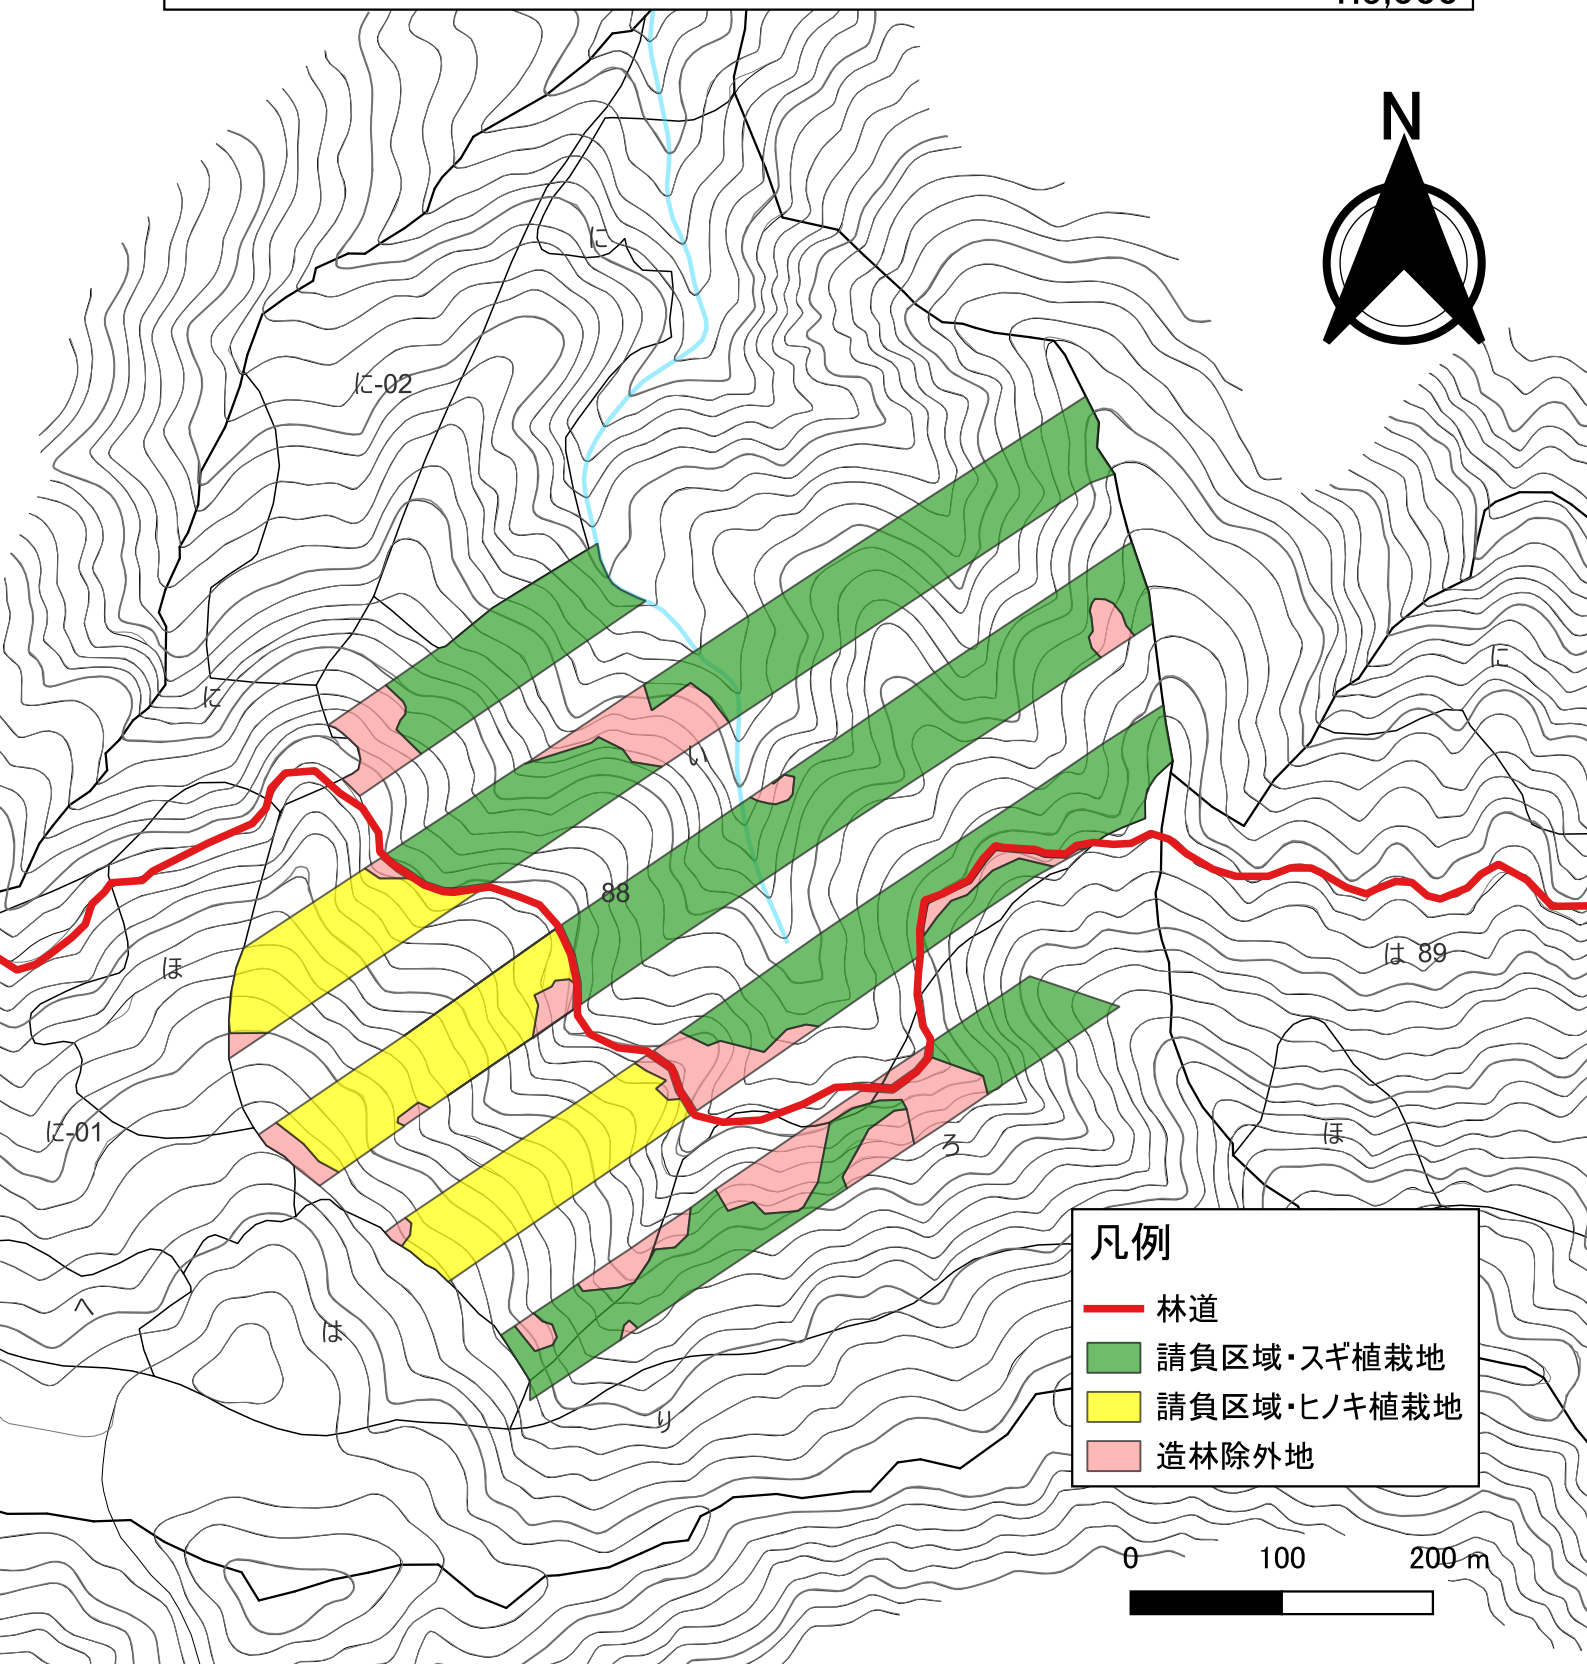 N
に
に-02
に
に
い
88
ほ
は 89
に-01
ほ
ろ
へ
は
り
凡例
林道
請負区域・スギ植栽地
請負区域・ヒノキ植栽地
造林除外地
0 100 200 m